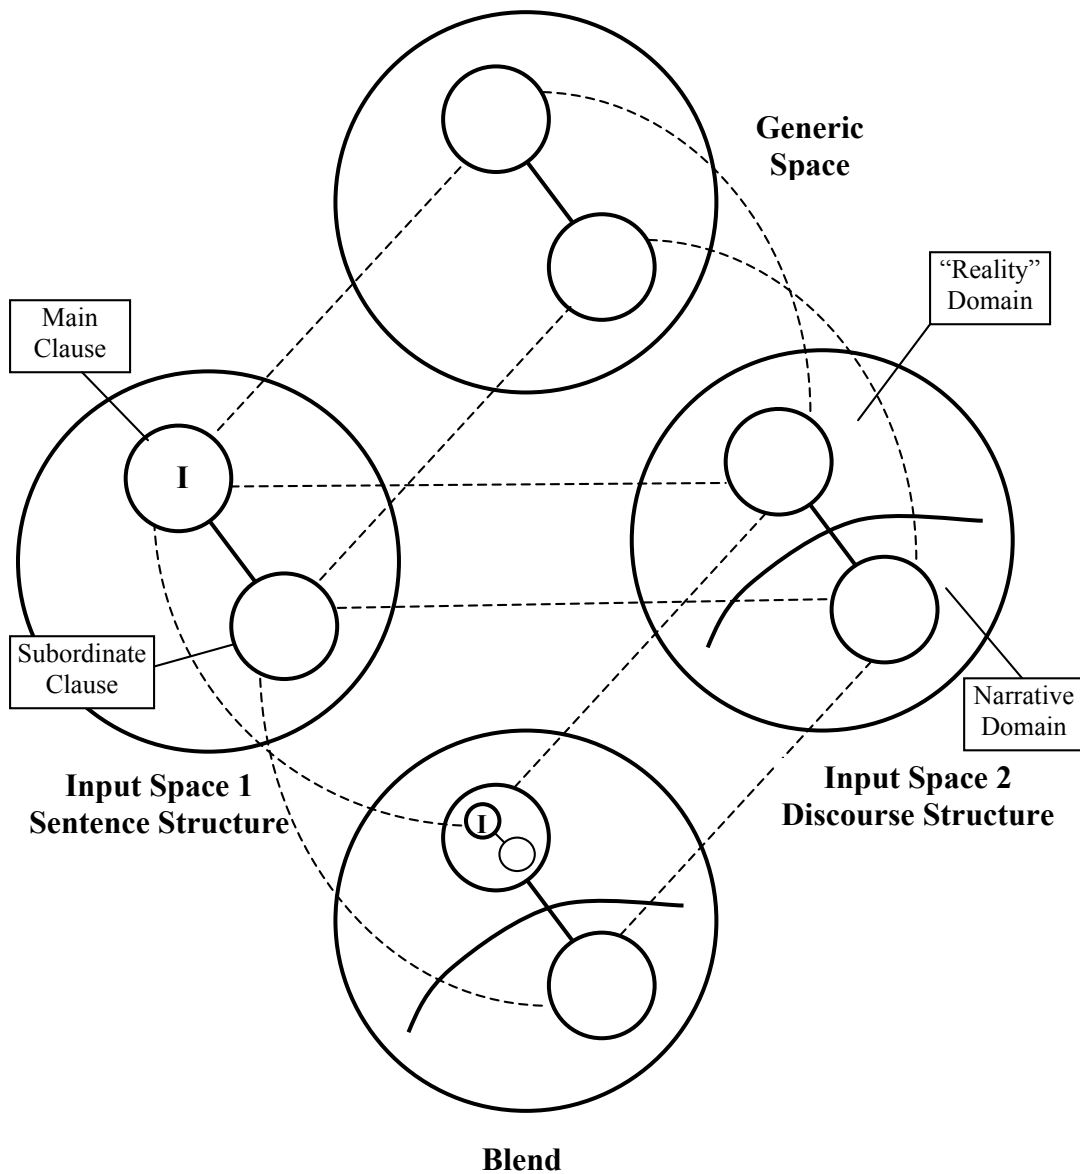 Generic
Space
“Reality”
Domain
Main
Clause
I
Subordinate
Clause
Narrative
Domain
Input Space 1
Sentence Structure
Input Space 2
Discourse Structure
I
Blend